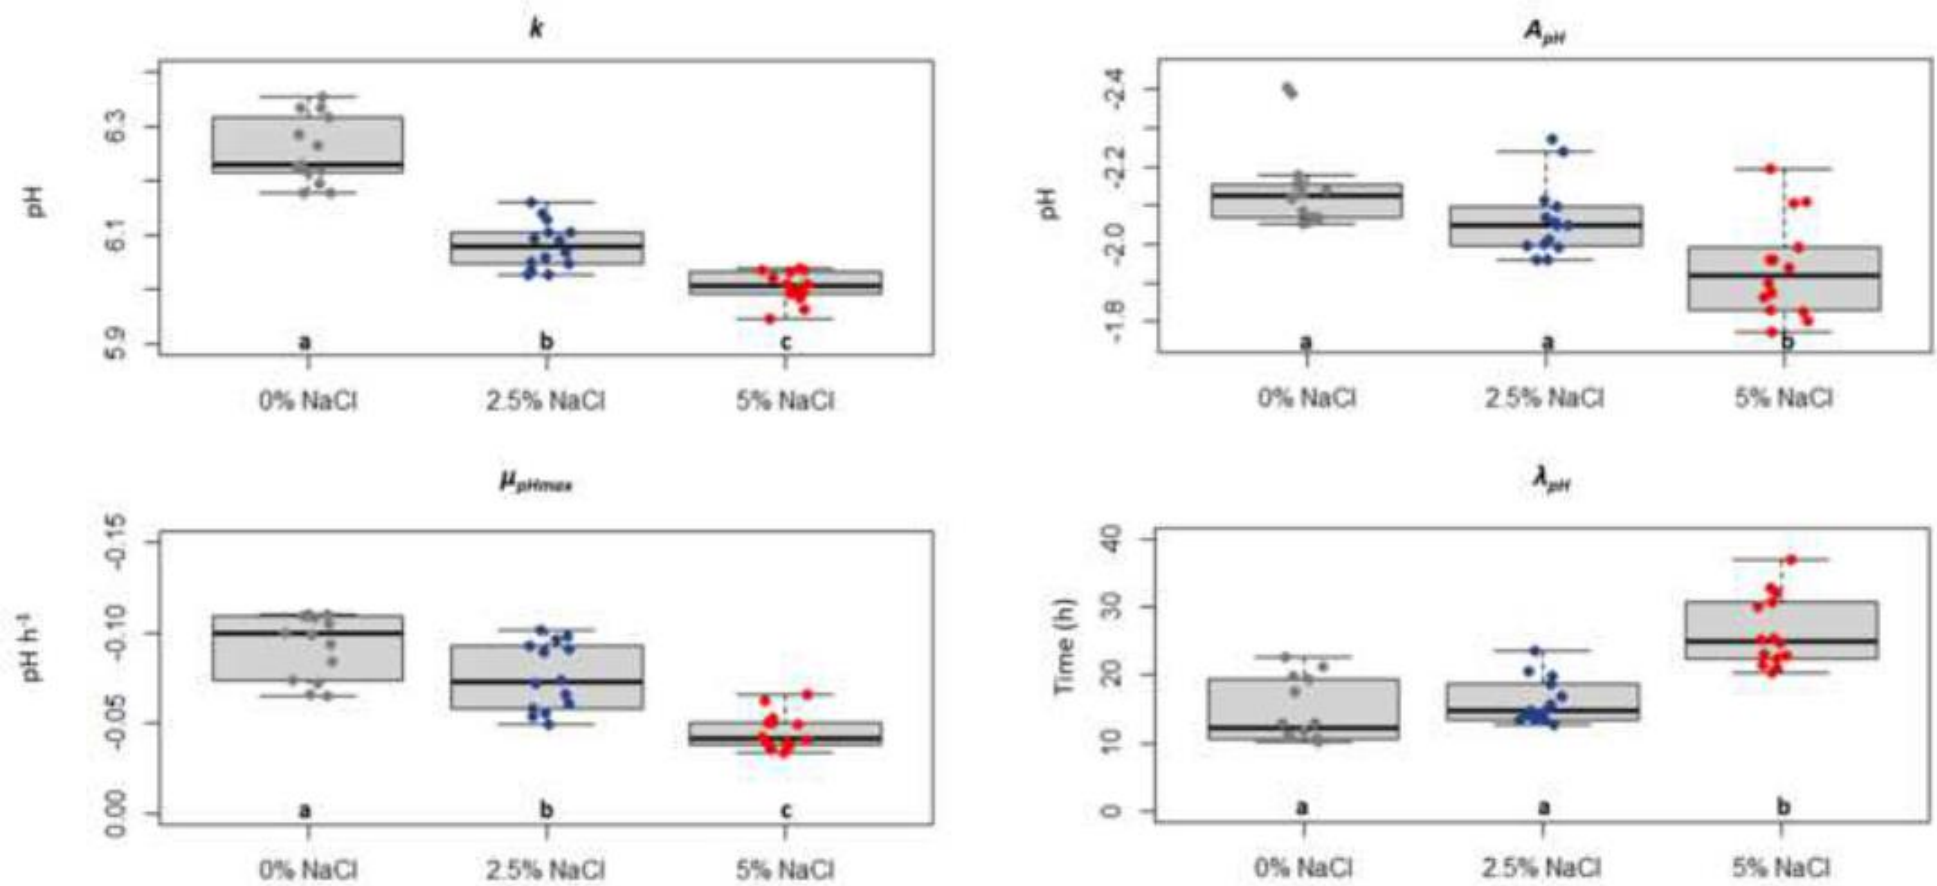 k
pH
6.3
6.1
5.9
a
b
c
0% NaCl
2.5% NaCl
5% NaCl
ApH
pH
-2.4
-2.2
-2.0
-1.8
a
a
b
0% NaCl
2.5% NaCl
5% NaCl
μpHmax
pH h⁻¹
-0.15
-0.10
-0.05
0.00
a
b
c
0% NaCl
2.5% NaCl
5% NaCl
λpH
Time (h)
40
30
20
10
0
a
a
b
0% NaCl
2.5% NaCl
5% NaCl